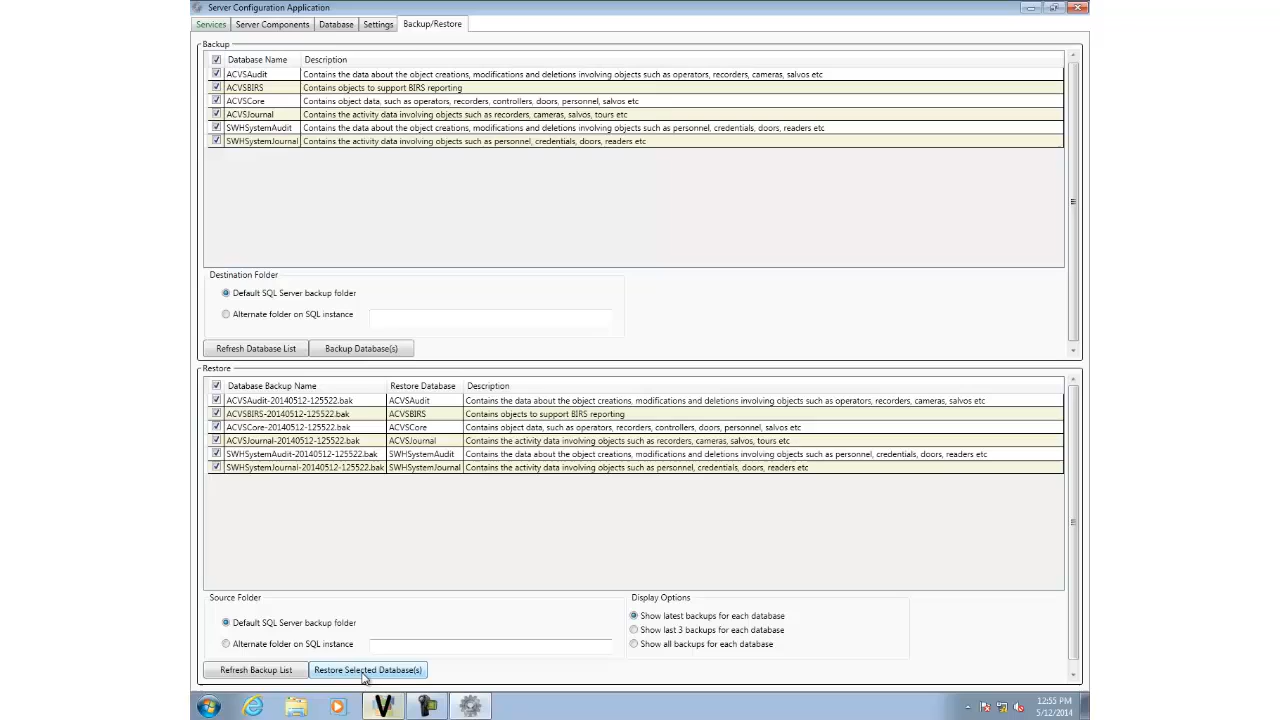 Server Configuration Application
Services Server Components Database Settings Backup/Restore
Backup
Database Name Description
ACVSAudit Contains the data about the object creations, modifications and deletions involving objects such as operators, recorders, cameras, salvos etc
ACVSBIRS Contains objects to support BIRS reporting
ACVSCore Contains object data, such as operators, recorders, controllers, doors, personnel, salvos etc
ACVSJournal Contains the activity data involving objects such as recorders, cameras, salvos, tours etc
SWHSystemAudit Contains the data about the object creations, modifications and deletions involving objects such as personnel, credentials, doors, readers etc
SWHSystemJournal Contains the activity data involving objects such as personnel, credentials, doors, readers etc
Destination Folder
Default SQL Server backup folder
Alternate folder on SQL instance
Refresh Database List Backup Database(s)
Restore
Database Backup Name Restore Database Description
ACVSAudit-20140512-125522.bak ACVSAudit Contains the data about the object creations, modifications and deletions involving objects such as operators, recorders, cameras, salvos etc
ACVSBIRS-20140512-125522.bak ACVSBIRS Contains objects to support BIRS reporting
ACVSCore-20140512-125522.bak ACVSCore Contains object data, such as operators, recorders, controllers, doors, personnel, salvos etc
ACVSJournal-20140512-125522.bak ACVSJournal Contains the activity data involving objects such as recorders, cameras, salvos, tours etc
SWHSystemAudit-20140512-125522.bak SWHSystemAudit Contains the data about the object creations, modifications and deletions involving objects such as personnel, credentials, doors, readers etc
SWHSystemJournal-20140512-125522.bak SWHSystemJournal Contains the activity data involving objects such as personnel, credentials, doors, readers etc
Source Folder
Default SQL Server backup folder
Alternate folder on SQL instance
Display Options
Show latest backups for each database
Show last 3 backups for each database
Show all backups for each database
Refresh Backup List Restore Selected Database(s)
12:55 PM
5/12/2014